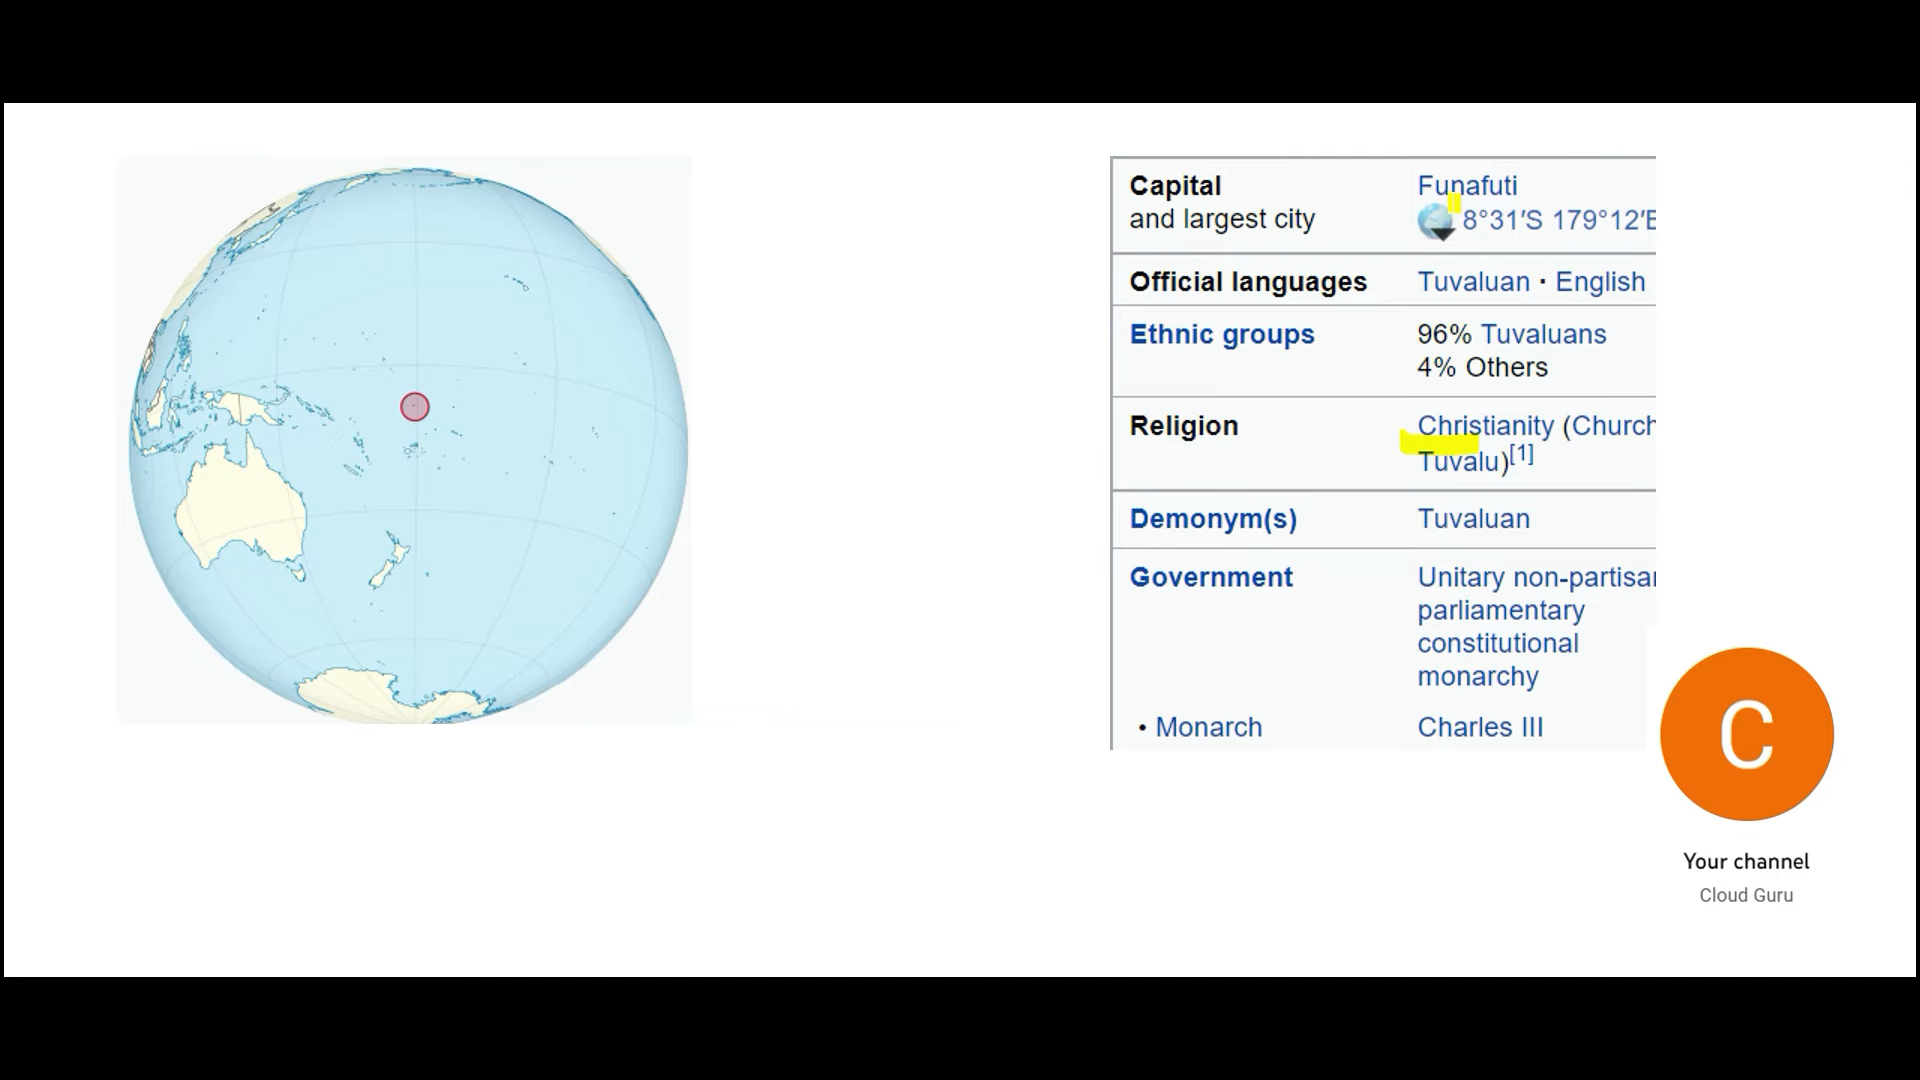 Capital
and largest city
Funafuti
8°31′S 179°12′E
Official languages
Tuvaluan · English
Ethnic groups
96% Tuvaluans
4% Others
Religion
Christianity (Church
Tuvalu)[1]
Demonym(s)
Tuvaluan
Government
Unitary non-partisan
parliamentary
constitutional
monarchy
• Monarch
Charles III
C
Your channel
Cloud Guru